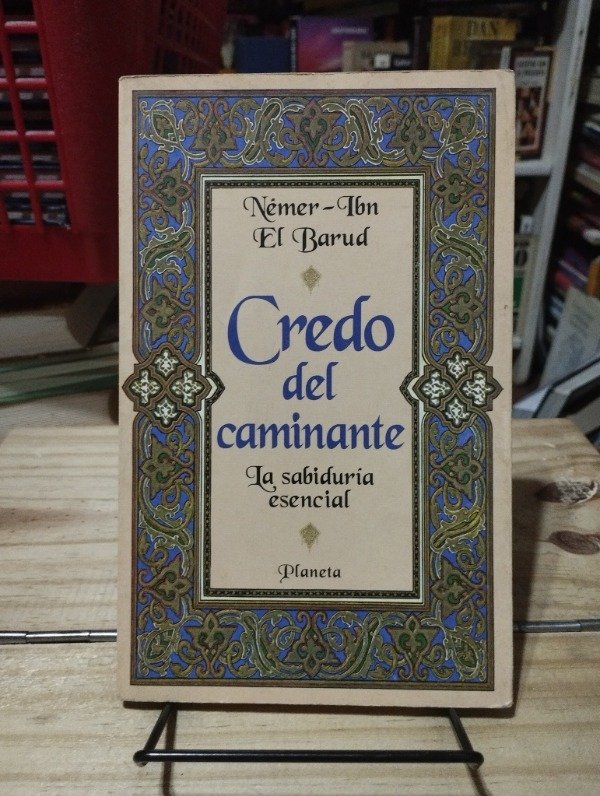 Némer-Ibn
El Barud
Credo
del
caminante
La sabiduría
esencial
Planeta